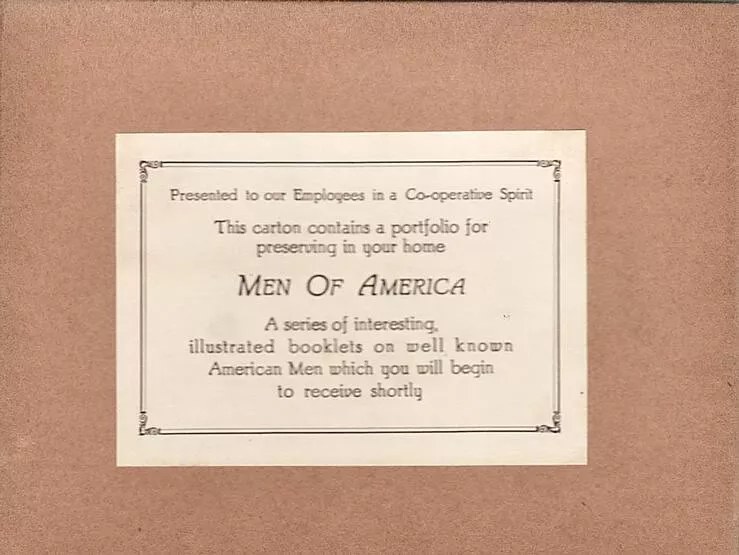 Presented to our Employees in a Co-operative Spirit
This carton contains a portfolio for
preserving in your home
MEN OF AMERICA
A series of interesting,
illustrated booklets on well known
American Men which you will begin
to receive shortly